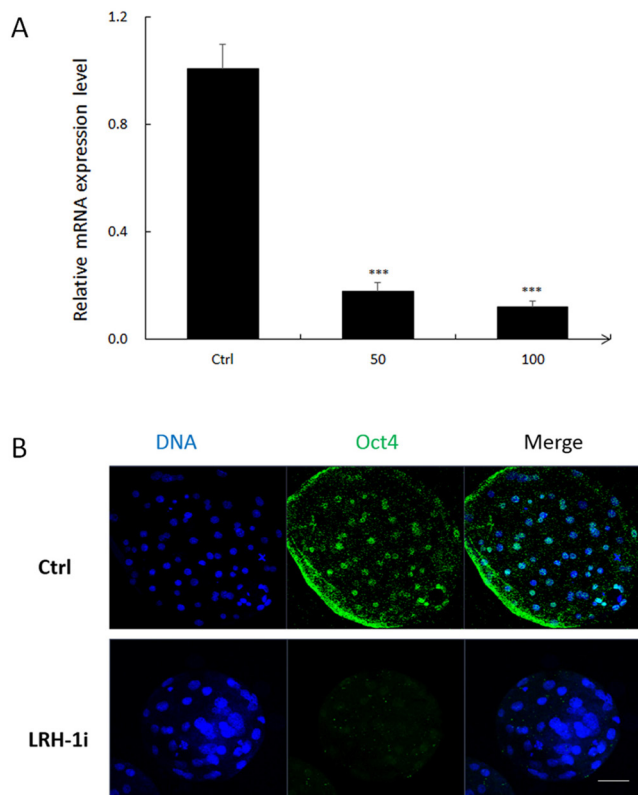 A
Relative mRNA expression level
1.2
0.8
0.4
0.0
***
***
Ctrl 50 100
B
DNA Oct4 Merge
Ctrl
LRH-1i